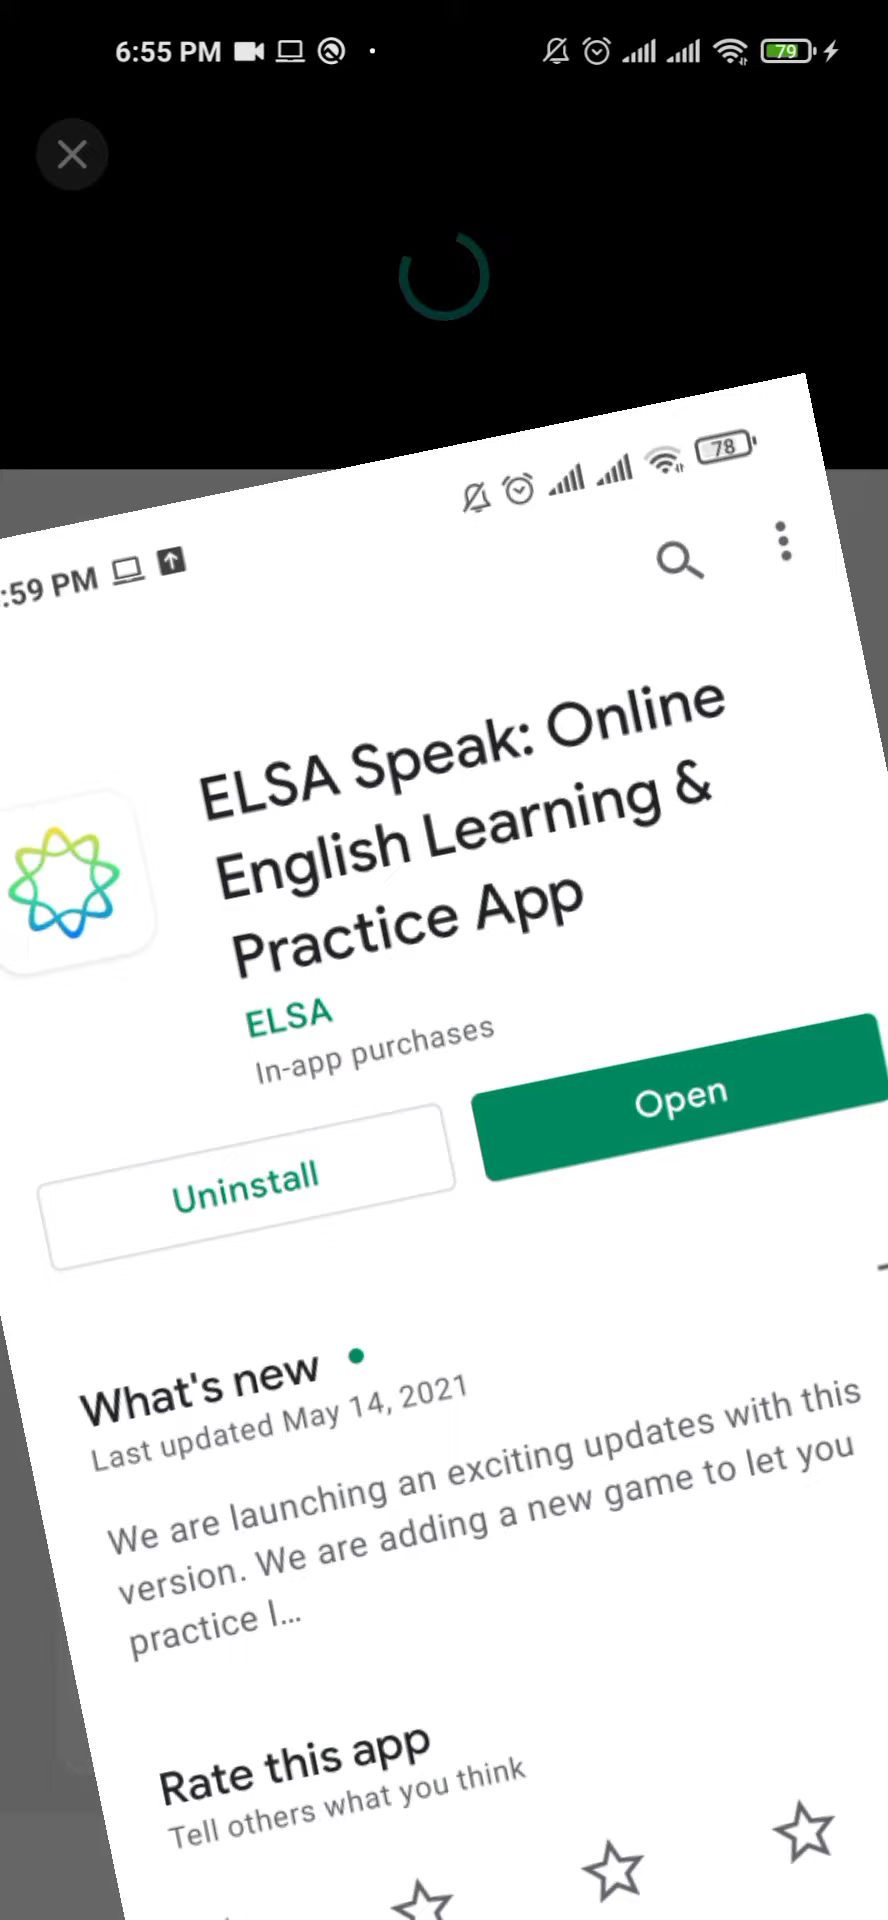 6:55 PM
79
78
:59 PM
ELSA Speak: Online
English Learning &
Practice App
ELSA
In-app purchases
Uninstall
Open
What's new
Last updated May 14, 2021
We are launching an exciting updates with this
version. We are adding a new game to let you
practice l...
Rate this app
Tell others what you think